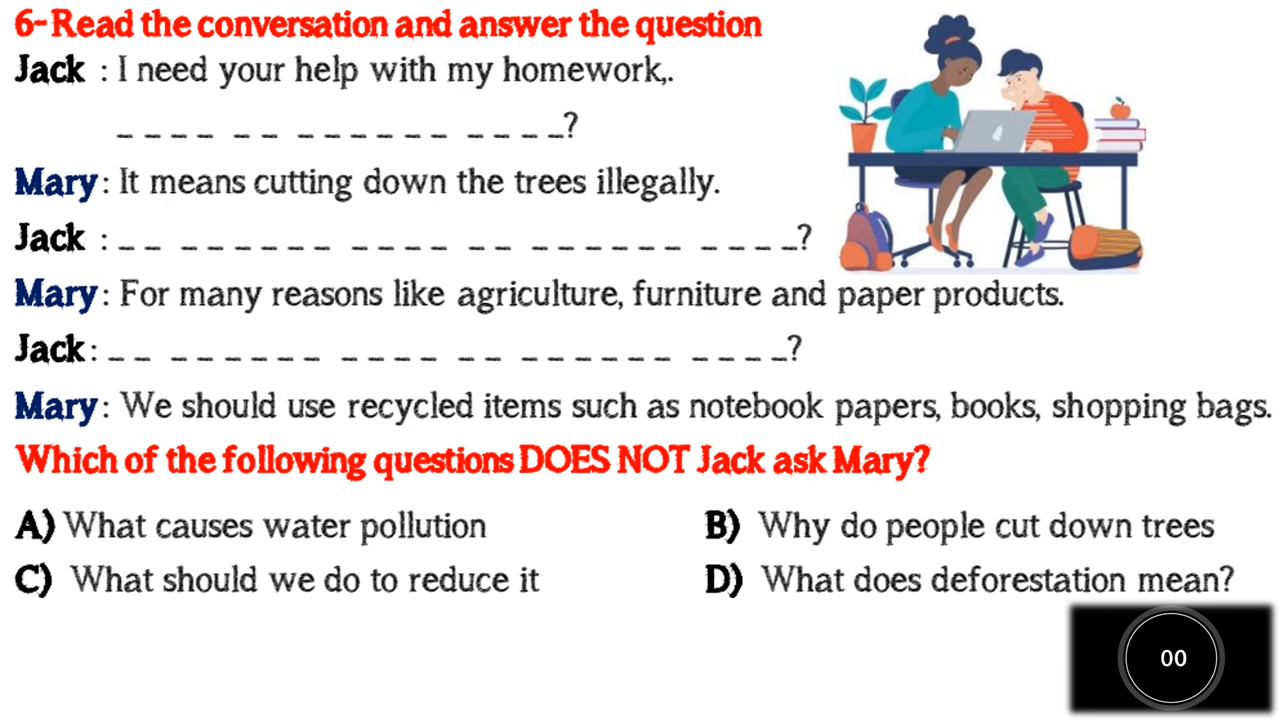 6-Read the conversation and answer the question
Jack : I need your help with my homework,.
_ _ _ _ _ _ _ _ _ _ _ _ _ _ _ _?
Mary: It means cutting down the trees illegally.
Jack : _ _ _ _ _ _ _ _ _ _ _ _ _ _ _ _ _ _ _ _ _ _ _ _?
Mary: For many reasons like agriculture, furniture and paper products.
Jack: _ _ _ _ _ _ _ _ _ _ _ _ _ _ _ _ _ _ _ _ _ _ _ _?
Mary: We should use recycled items such as notebook papers, books, shopping bags.
Which of the following questions DOES NOT Jack ask Mary?
A) What causes water pollution
B) Why do people cut down trees
C) What should we do to reduce it
D) What does deforestation mean?
00